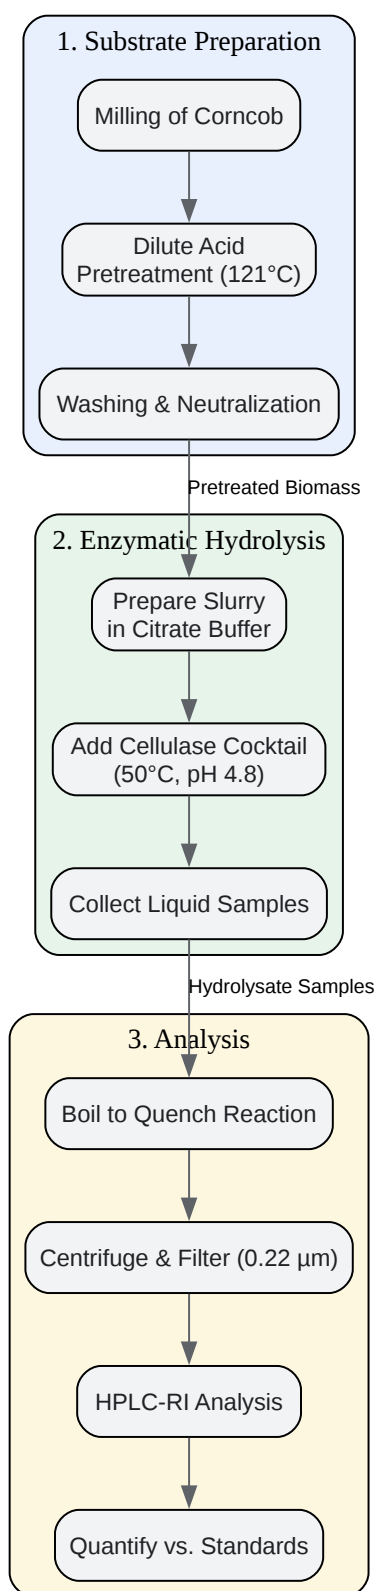 1. Substrate Preparation
Milling of Corncob
Dilute Acid
Pretreatment (121°C)
Washing & Neutralization
Pretreated Biomass
2. Enzymatic Hydrolysis
Prepare Slurry
in Citrate Buffer
Add Cellulase Cocktail
(50°C, pH 4.8)
Collect Liquid Samples
Hydrolysate Samples
3. Analysis
Boil to Quench Reaction
Centrifuge & Filter (0.22 µm)
HPLC-RI Analysis
Quantify vs. Standards